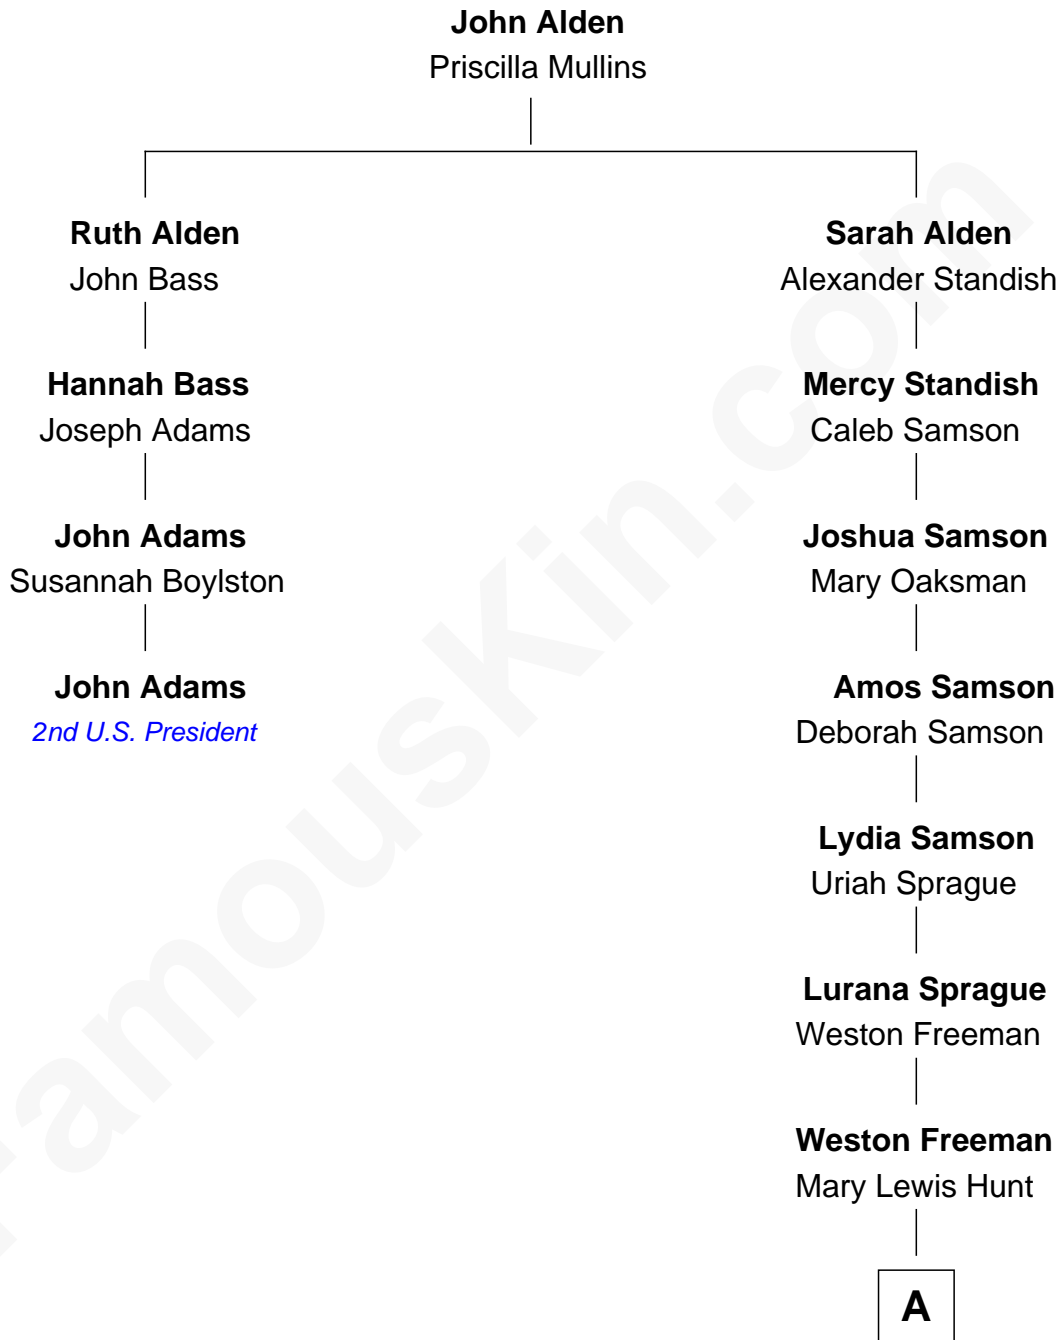 John Alden
Priscilla Mullins
Ruth Alden
John Bass
Sarah Alden
Alexander Standish
Hannah Bass
Joseph Adams
Mercy Standish
Caleb Samson
John Adams
Susannah Boylston
Joshua Samson
Mary Oaksman
John Adams
2nd U.S. President
Amos Samson
Deborah Samson
Lydia Samson
Uriah Sprague
Lurana Sprague
Weston Freeman
Weston Freeman
Mary Lewis Hunt
A
FamousKin.com